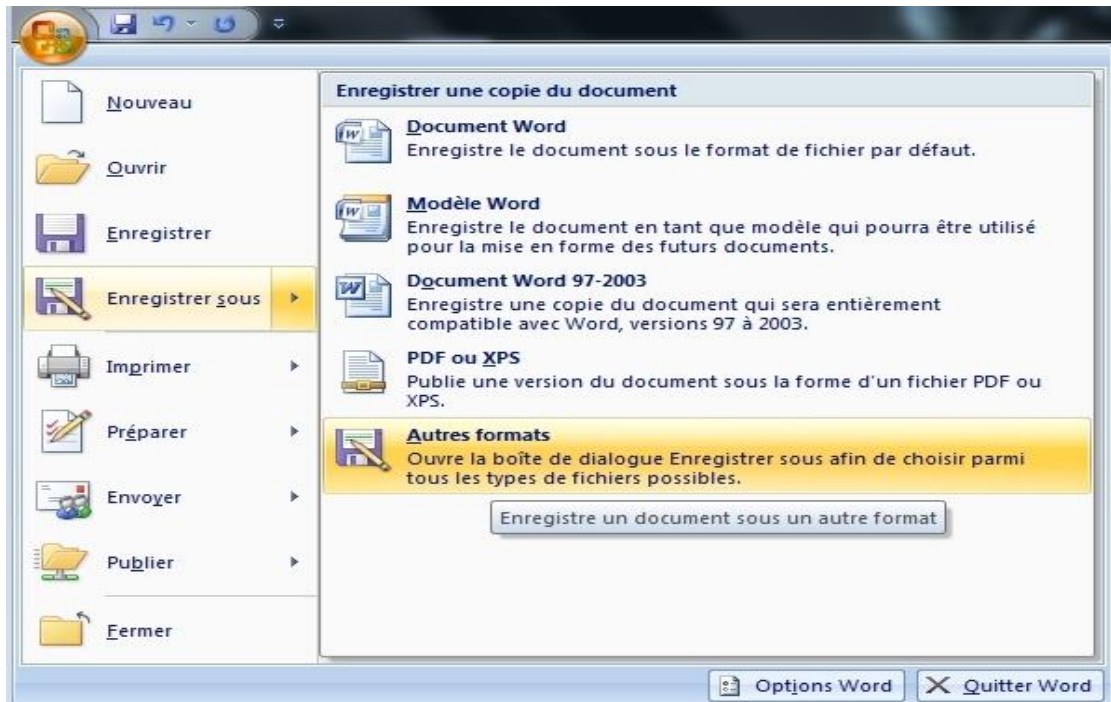 Nouveau
Ouvrir
Enregistrer
Enregistrer sous
Imprimer
Préparer
Envoyer
Publier
Fermer
Enregistrer une copie du document
Document Word
Enregistre le document sous le format de fichier par défaut.
Modèle Word
Enregistre le document en tant que modèle qui pourra être utilisé
pour la mise en forme des futurs documents.
Document Word 97-2003
Enregistre une copie du document qui sera entièrement
compatible avec Word, versions 97 à 2003.
PDF ou XPS
Publie une version du document sous la forme d'un fichier PDF ou
XPS.
Autres formats
Ouvre la boîte de dialogue Enregistrer sous afin de choisir parmi
tous les types de fichiers possibles.
Enregistre un document sous un autre format
Options Word
Quitter Word